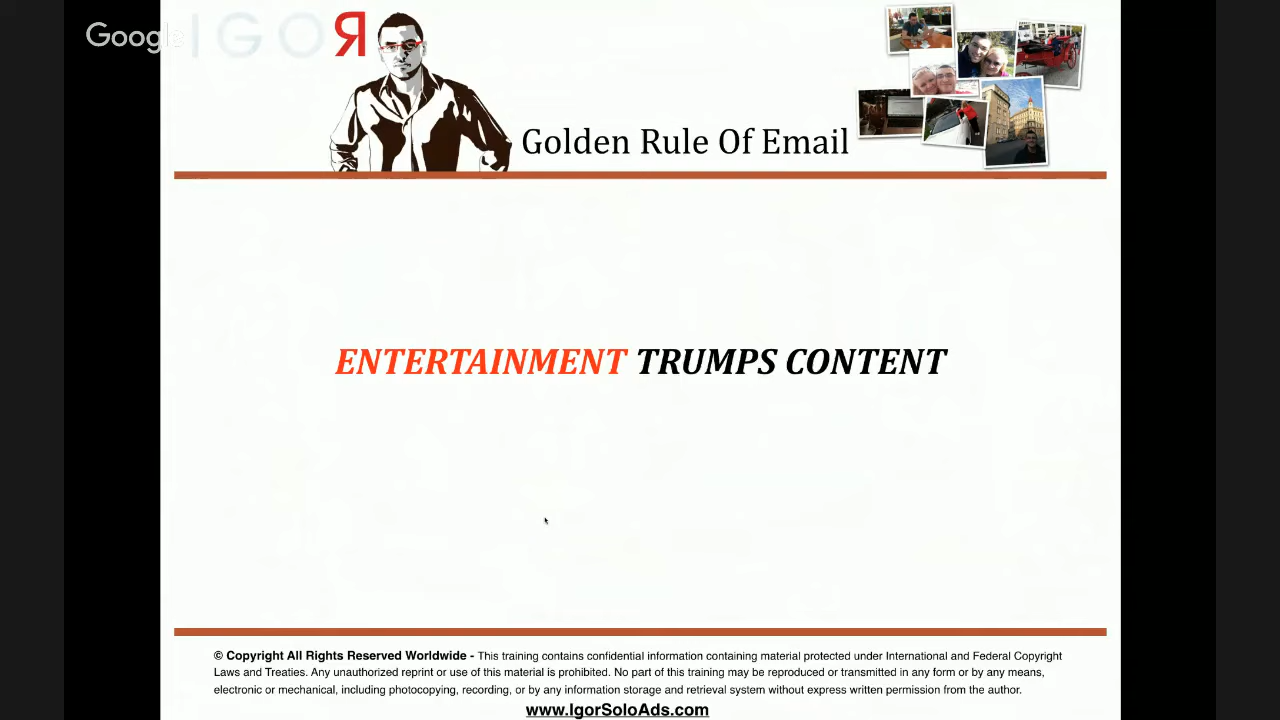 Google
IGOЯ
Golden Rule Of Email
ENTERTAINMENT TRUMPS CONTENT
© Copyright All Rights Reserved Worldwide - This training contains confidential information containing material protected under International and Federal Copyright
Laws and Treaties. Any unauthorized reprint or use of this material is prohibited. No part of this training may be reproduced or transmitted in any form or by any means,
electronic or mechanical, including photocopying, recording, or by any information storage and retrieval system without express written permission from the author.
www.IgorSoloAds.com